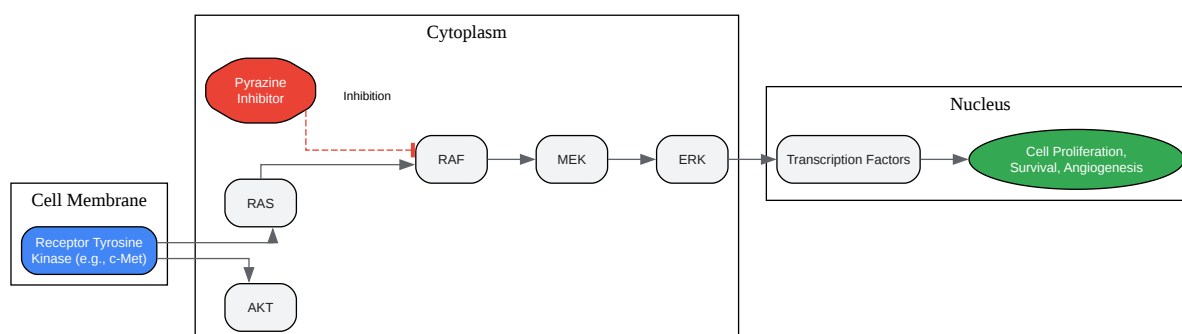 Cytoplasm
Pyrazine
Inhibitor
Inhibition
Nucleus
RAF
MEK
ERK
Transcription Factors
Cell Proliferation,
Survival, Angiogenesis
Cell Membrane
RAS
Receptor Tyrosine
Kinase (e.g., c-Met)
AKT